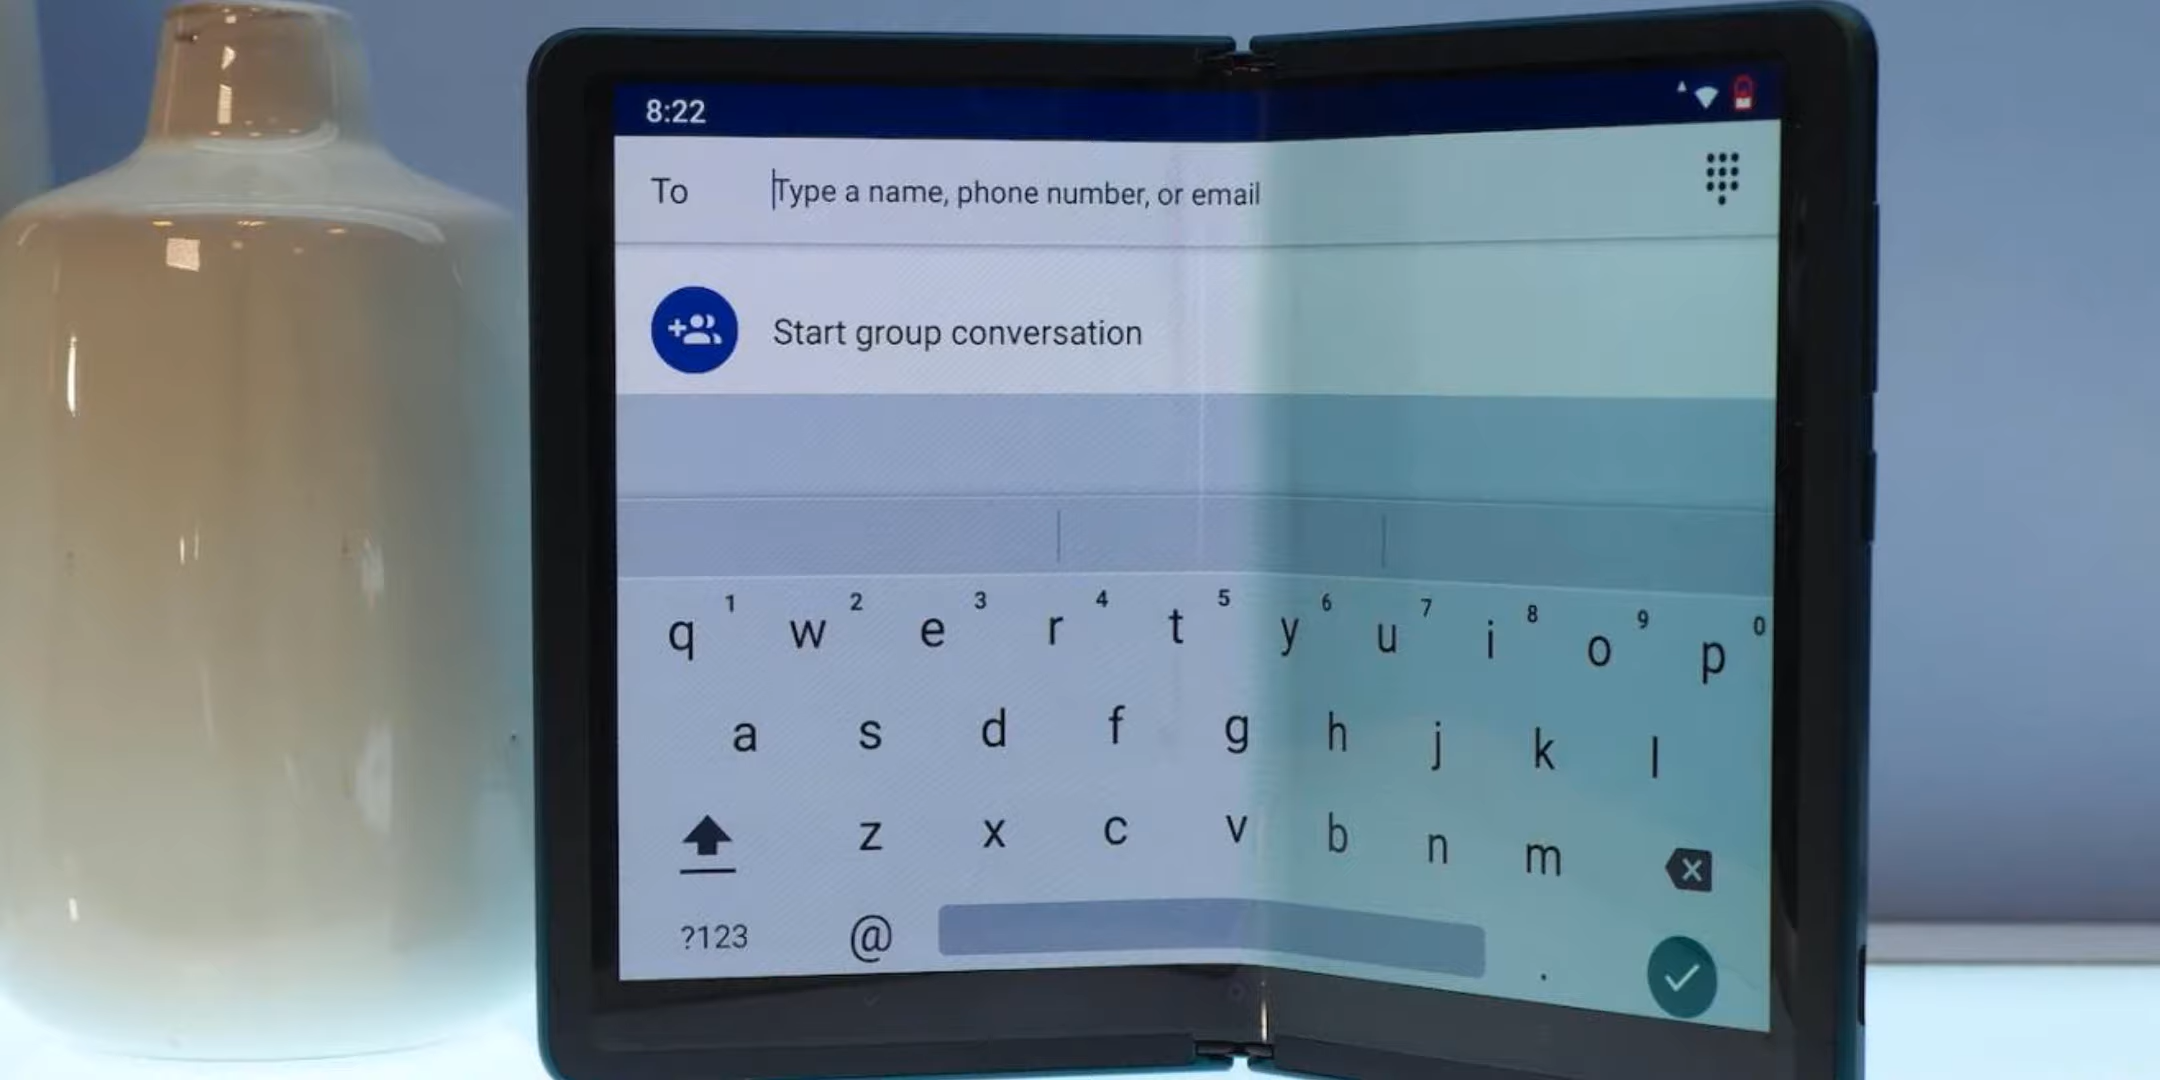 8:22
To Type a name, phone number, or email
Start group conversation
1 2 3 4 5 6 7 8 9 0
q w e r t y u i o p
a s d f g h j k l
z x c v b n m
?123 @ .